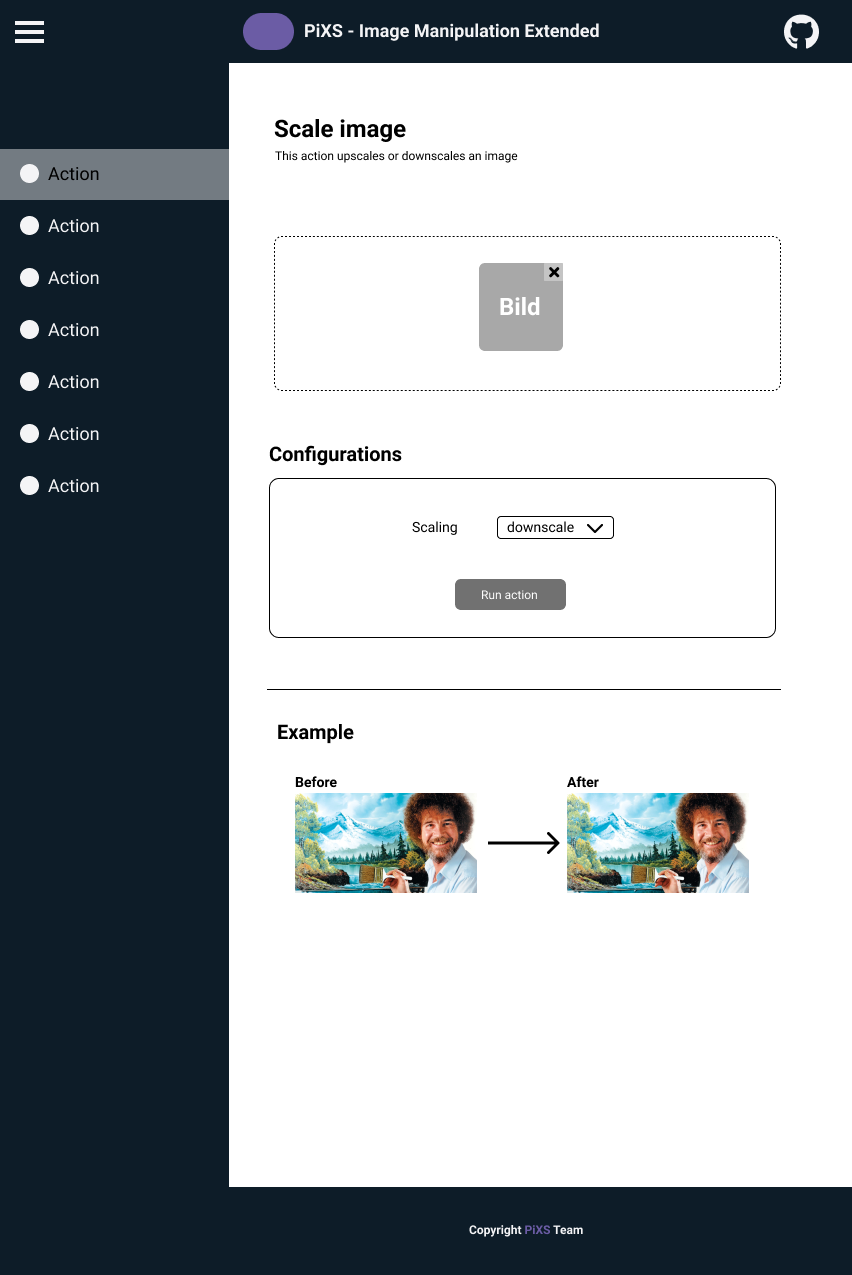 PiXS - Image Manipulation Extended
Action
Action
Action
Action
Action
Action
Action
Scale image
This action upscales or downscales an image
Bild
Configurations
Scaling
downscale
Run action
Example
Before
After
Copyright PiXS Team